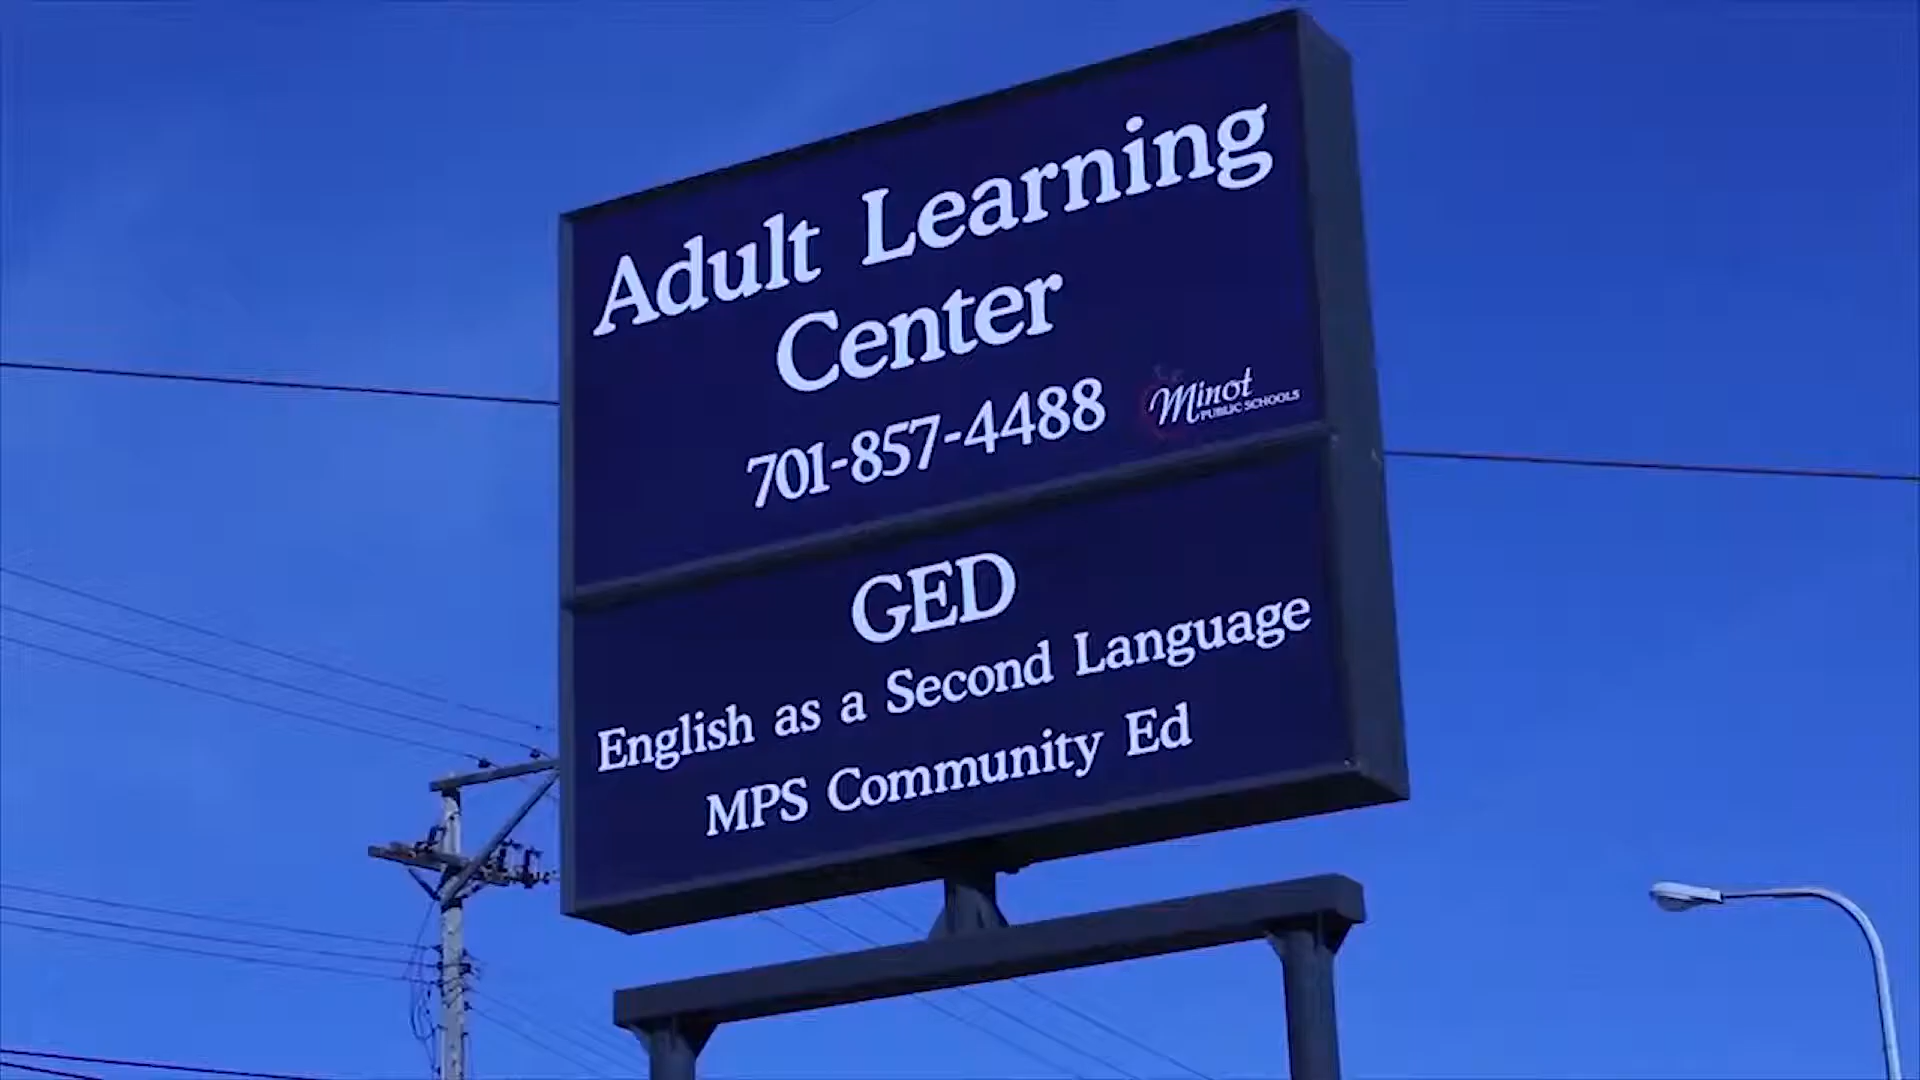 Adult Learning
Center
701-857-4488
Minot
PUBLIC SCHOOLS
GED
English as a Second Language
MPS Community Ed